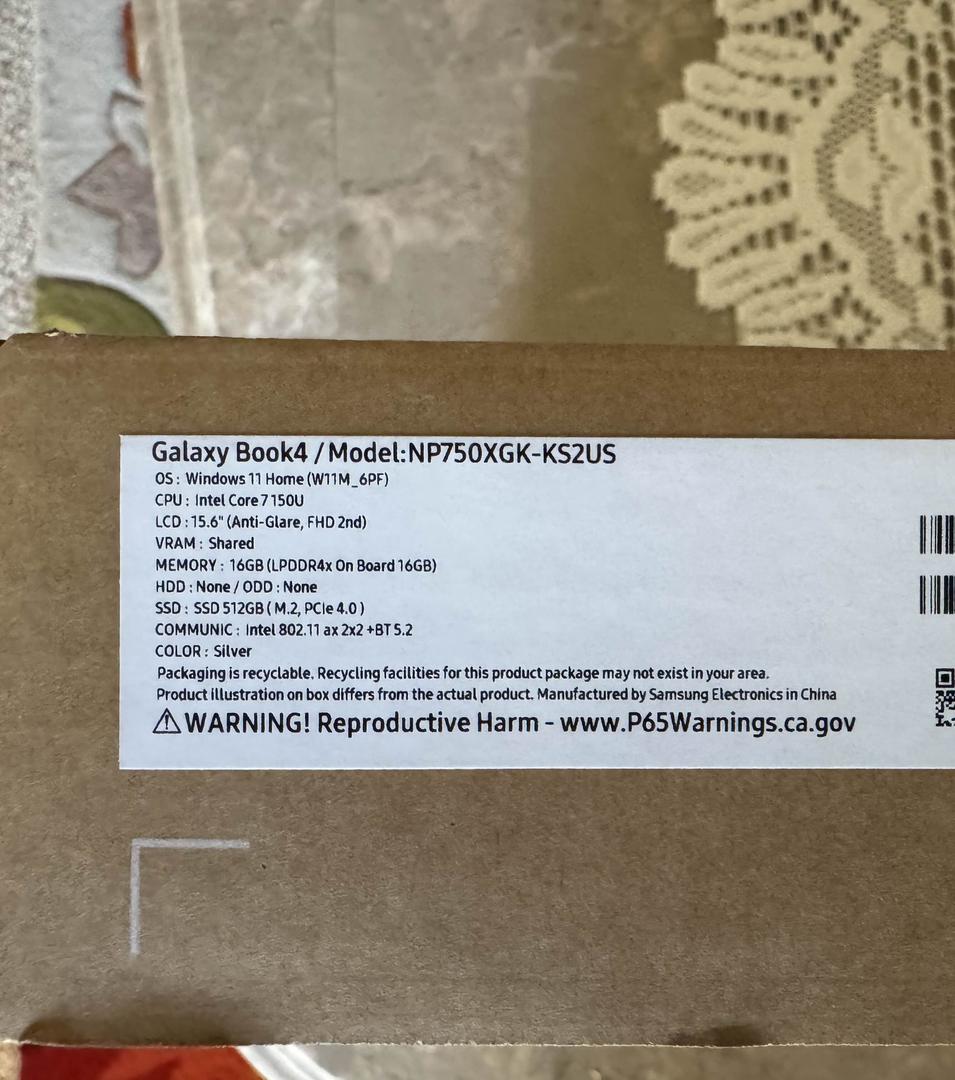 Galaxy Book4 / Model:NP750XGK-KS2US
OS : Windows 11 Home (W11M_6PF)
CPU : Intel Core 7 150U
LCD : 15.6" (Anti-Glare, FHD 2nd)
VRAM : Shared
MEMORY : 16GB (LPDDR4x On Board 16GB)
HDD : None / ODD : None
SSD : SSD 512GB ( M.2, PCIe 4.0 )
COMMUNIC : Intel 802.11 ax 2x2 +BT 5.2
COLOR : Silver
Packaging is recyclable. Recycling facilities for this product package may not exist in your area.
Product illustration on box differs from the actual product. Manufactured by Samsung Electronics in China
⚠WARNING! Reproductive Harm - www.P65Warnings.ca.gov